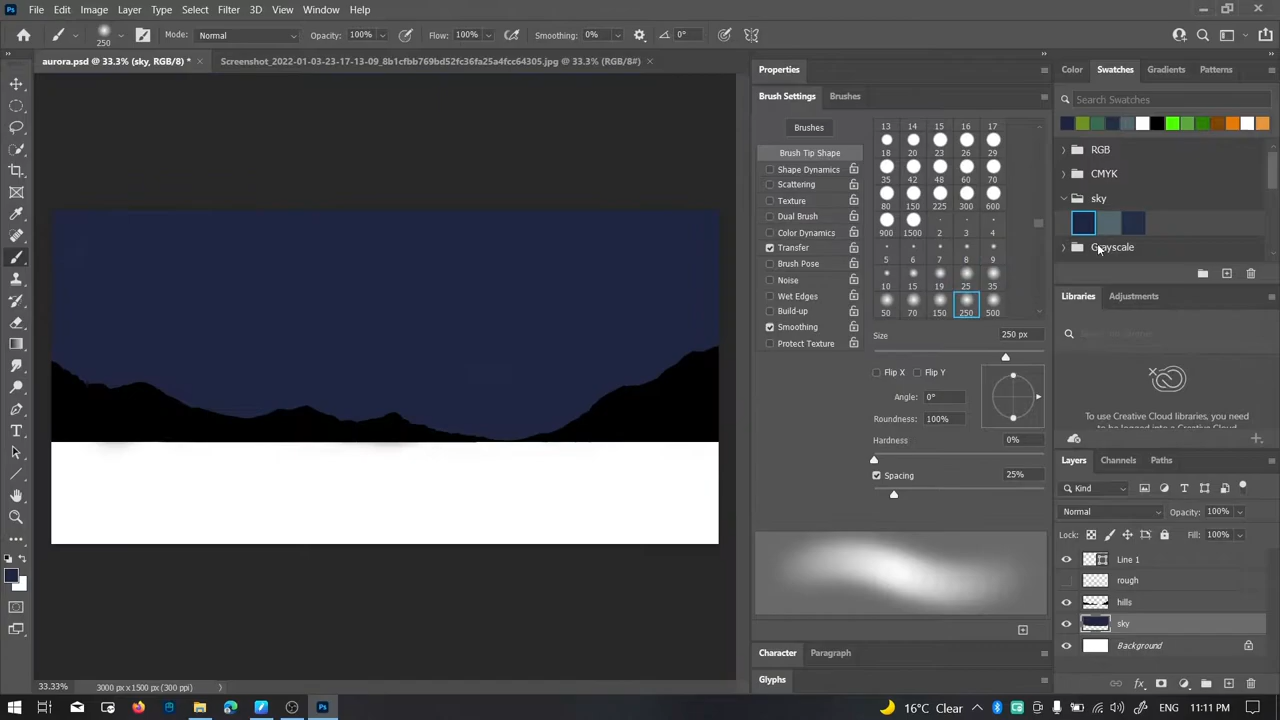 Ps File Edit Image Layer Type Select Filter 3D View Window Help
250 Mode: Normal Opacity: 100% Flow: 100% Smoothing: 0% 0°
aurora.psd @ 33.3% (sky, RGB/8) * Screenshot_2022-01-03-23-17-13-09_8b1cfbb769bd52fc36fa25a4fcc64305.jpg @ 33.3% (RGB/8#)
Properties
Brush Settings Brushes
Brushes
Brush Tip Shape
Shape Dynamics
Scattering
Texture
Dual Brush
Color Dynamics
Transfer
Brush Pose
Noise
Wet Edges
Build-up
Smoothing
Protect Texture
13 14 15 16 17
18 20 23 26 29
35 42 48 60 70
80 150 225 300 600
900 1500 2 3 4
5 6 7 8 9
10 15 19 25 35
50 70 150 250 500
Size 250 px
Flip X Flip Y
Angle: 0°
Roundness: 100%
Hardness 0%
Spacing 25%
Character Paragraph
Glyphs
Color Swatches Gradients Patterns
Search Swatches
RGB
CMYK
sky
Grayscale
Libraries Adjustments
To use Creative Cloud libraries, you need
to be logged into a Creative Cloud
Layers Channels Paths
Kind
Normal Opacity: 100%
Lock: Fill: 100%
Line 1
rough
hills
sky
Background
33.33% 3000 px x 1500 px (300 ppi)
Ps 16°C Clear ENG 11:11 PM